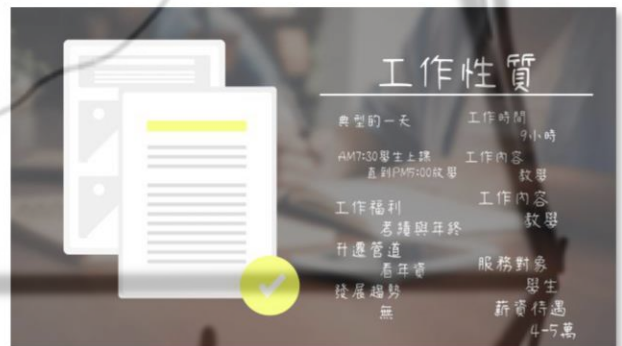 工作性質
典型的一天
AM7:30學生上課
直到PM5:00放學
工作福利
考績與年終
升遷管道
看年資
發展趨勢
無
工作時間
9小時
工作內容
教學
工作內容
教學
服務對象
學生
薪資待遇
4-5萬